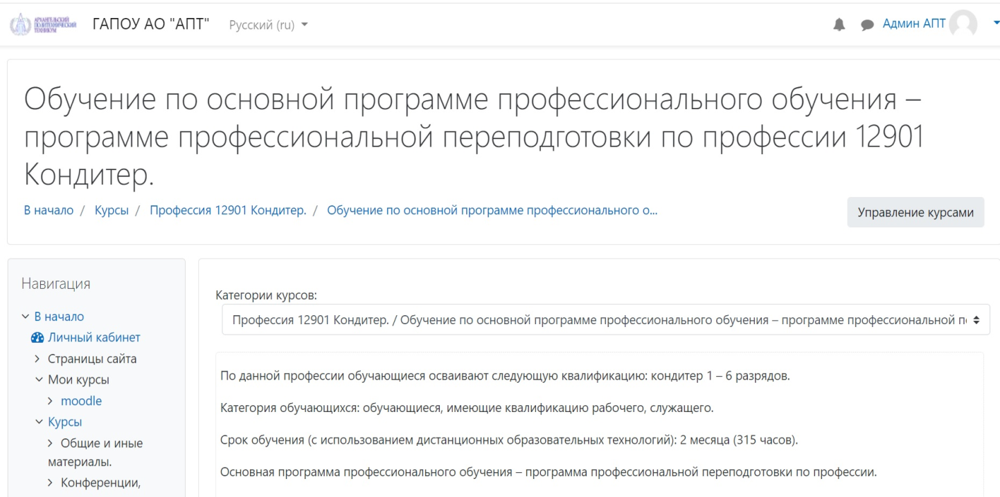 АРХАНГЕЛЬСКИЙ
ПОЛИТЕХНИЧЕСКИЙ
ТЕХНИКУМ
ГАПОУ АО "АПТ"
Русский (ru)
Админ АПТ
Обучение по основной программе профессионального обучения –
программе профессиональной переподготовки по профессии 12901
Кондитер.
В начало / Курсы / Профессия 12901 Кондитер. / Обучение по основной программе профессионального о...
Управление курсами
Навигация
В начало
Личный кабинет
Страницы сайта
Мои курсы
moodle
Курсы
Общие и иные
материалы.
Конференции,
Категории курсов:
Профессия 12901 Кондитер. / Обучение по основной программе профессионального обучения – программе профессиональной
По данной профессии обучающиеся осваивают следующую квалификацию: кондитер 1 – 6 разрядов.
Категория обучающихся: обучающиеся, имеющие квалификацию рабочего, служащего.
Срок обучения (с использованием дистанционных образовательных технологий): 2 месяца (315 часов).
Основная программа профессионального обучения – программа профессиональной переподготовки по профессии.